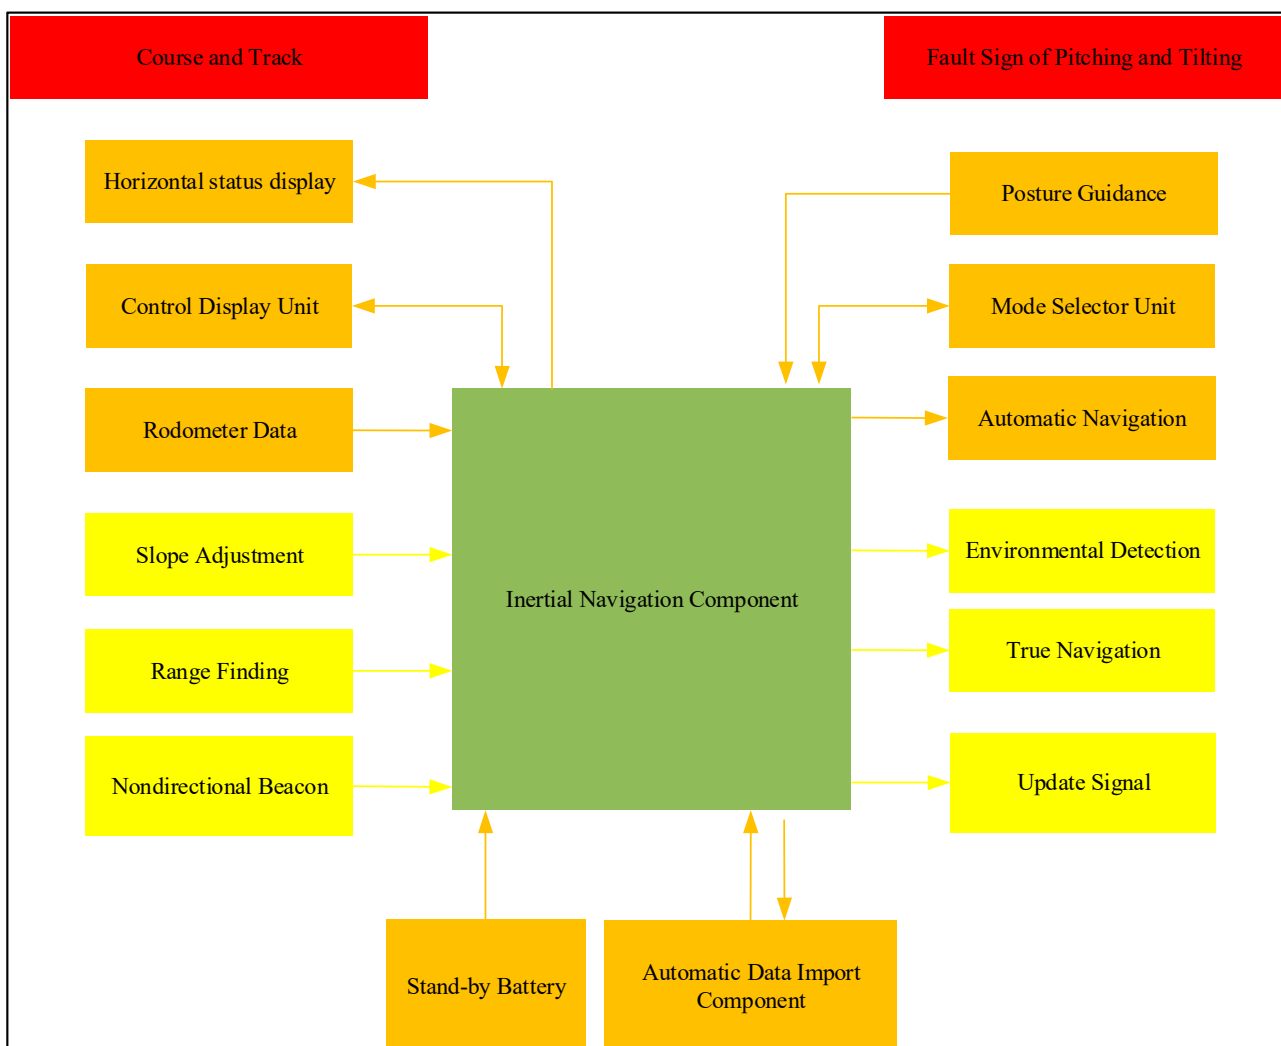 Course and Track
Fault Sign of Pitching and Tilting
Horizontal status display
Posture Guidance
Control Display Unit
Mode Selector Unit
Rodometer Data
Automatic Navigation
Slope Adjustment
Environmental Detection
Inertial Navigation Component
Range Finding
True Navigation
Nondirectional Beacon
Update Signal
Stand-by Battery
Automatic Data Import
Component